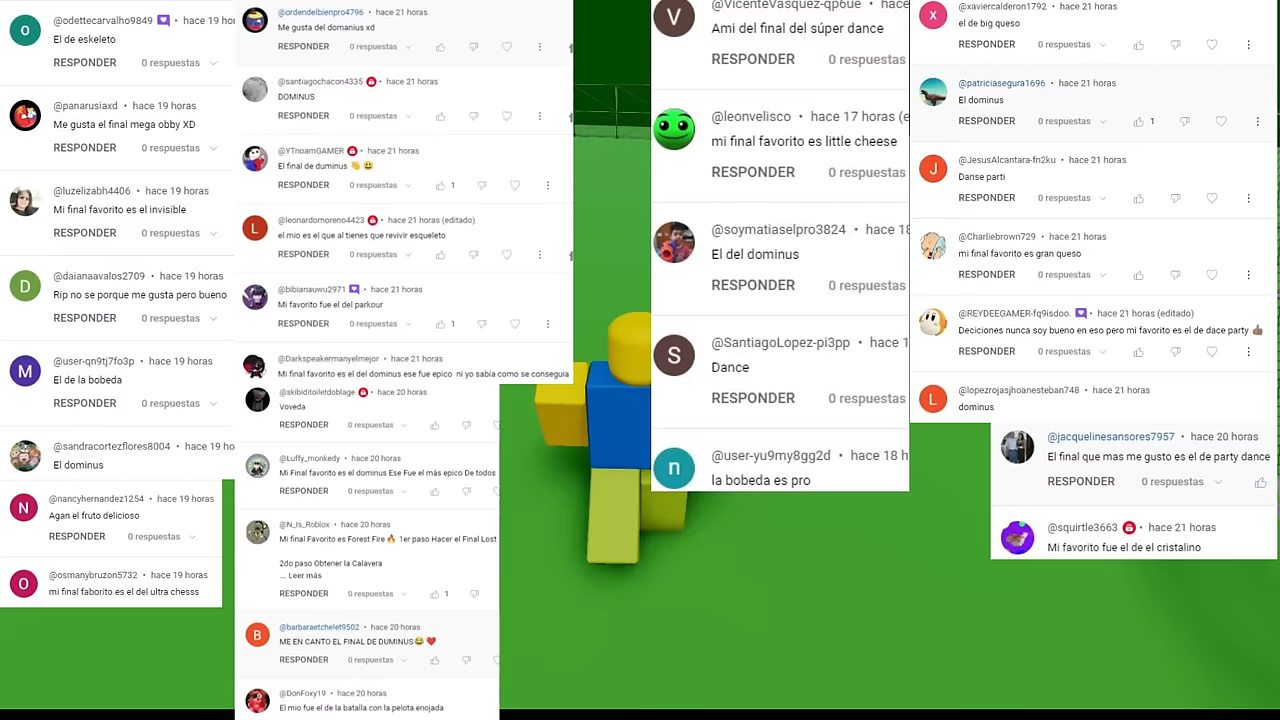 @odettecarvalho9849 • hace 19 ho
El de eskeleto
RESPONDER 0 respuestas
@panarusiaxd • hace 19 horas
Me gusta el final mega obby XD
RESPONDER 0 respuestas
@luzelizabh4406 • hace 19 horas
Mi final favorito es el invisible
RESPONDER 0 respuestas
D
@daianaavalos2709 • hace 19 horas
Rip no se porque me gusta pero bueno
RESPONDER 0 respuestas
M
@user-qn9tj7fo3p • hace 19 horas
El de la bobeda
RESPONDER 0 respuestas
@sandracortezflores8004 • hace 19 ho
El dominus
N
@nancyhernandez1254 • hace 19 horas
Agan el fruto delicioso
RESPONDER 0 respuestas
O
@osmanybruzon5732 • hace 19 horas
mi final faborito es el del ultra chesss
@ordendelbienpro4796 • hace 21 horas
Me gusta del domanius xd
RESPONDER 0 respuestas
@santiagochacon4335 • hace 21 horas
DOMINUS
RESPONDER 0 respuestas
@YTnoamGAMER • hace 21 horas
El final de duminus 👏 😃
RESPONDER 0 respuestas 1
L
@leonardomoreno4423 • hace 21 horas (editado)
el mio es el que al tienes que revivir esqueleto
RESPONDER 0 respuestas
@bibianauwu2971 • hace 21 horas
Mi favorito fue el del parkour
RESPONDER 0 respuestas 1
@Darkspeakermanyelmejor • hace 21 horas
Mi final favorito es el del dominus ese fue epico ni yo sabía como se conseguia
@skibiditoiletdoblage • hace 20 horas
Voveda
RESPONDER 0 respuestas
@Luffy_monkedy • hace 20 horas
Mi Final favorito es el dominus Ese Fue el más epico De todos
RESPONDER 0 respuestas
@N_Is_Roblox • hace 20 horas
Mi final Favorito es Forest Fire 🔥 1er paso Hacer el Final Lost
2do paso Obtener la Calavera
... Leer más
RESPONDER 0 respuestas 1
B
@barbaraetchelet9502 • hace 20 horas
ME EN CANTO EL FINAL DE DUMINUS😂 ❤️
RESPONDER 0 respuestas
@DonFoxy19 • hace 20 horas
El mio fue el de la batalla con la pelota enojada
V
@VicenteVasquez-qp6ue • hace
Ami del final del súper dance
RESPONDER 0 respuestas
@leonvelisco • hace 17 horas (e
mi final favorito es little cheese
RESPONDER 0 respuestas
@soymatiaselpro3824 • hace 18
El del dominus
RESPONDER 0 respuestas
S
@SantiagoLopez-pi3pp • hace 1
Dance
RESPONDER 0 respuestas
n
@user-yu9my8gg2d • hace 18 h
la bobeda es pro
X
@xaviercalderon1792 • hace 21 horas
el de big queso
RESPONDER 0 respuestas
@patriciasegura1696 • hace 21 horas
El dominus
RESPONDER 0 respuestas 1
J
@JesusAlcantara-fn2ku • hace 21 horas
Danse parti
RESPONDER 0 respuestas
@Charliebrown729 • hace 21 horas
mi final favorito es gran queso
RESPONDER 0 respuestas
@REYDEEGAMER-fq9isdoo. • hace 21 horas (editado)
Deciciones nunca soy bueno en eso pero mi favorito es el de dace party 👍🏽
RESPONDER 0 respuestas
L
@lopezrojasjhoanesteban748 • hace 21 horas
dominus
@jacquelinesansores7957 • hace 20 horas
El final que mas me gusto es el de party dance
RESPONDER 0 respuestas
@squirtle3663 • hace 21 horas
Mi favorito fue el de el cristalino